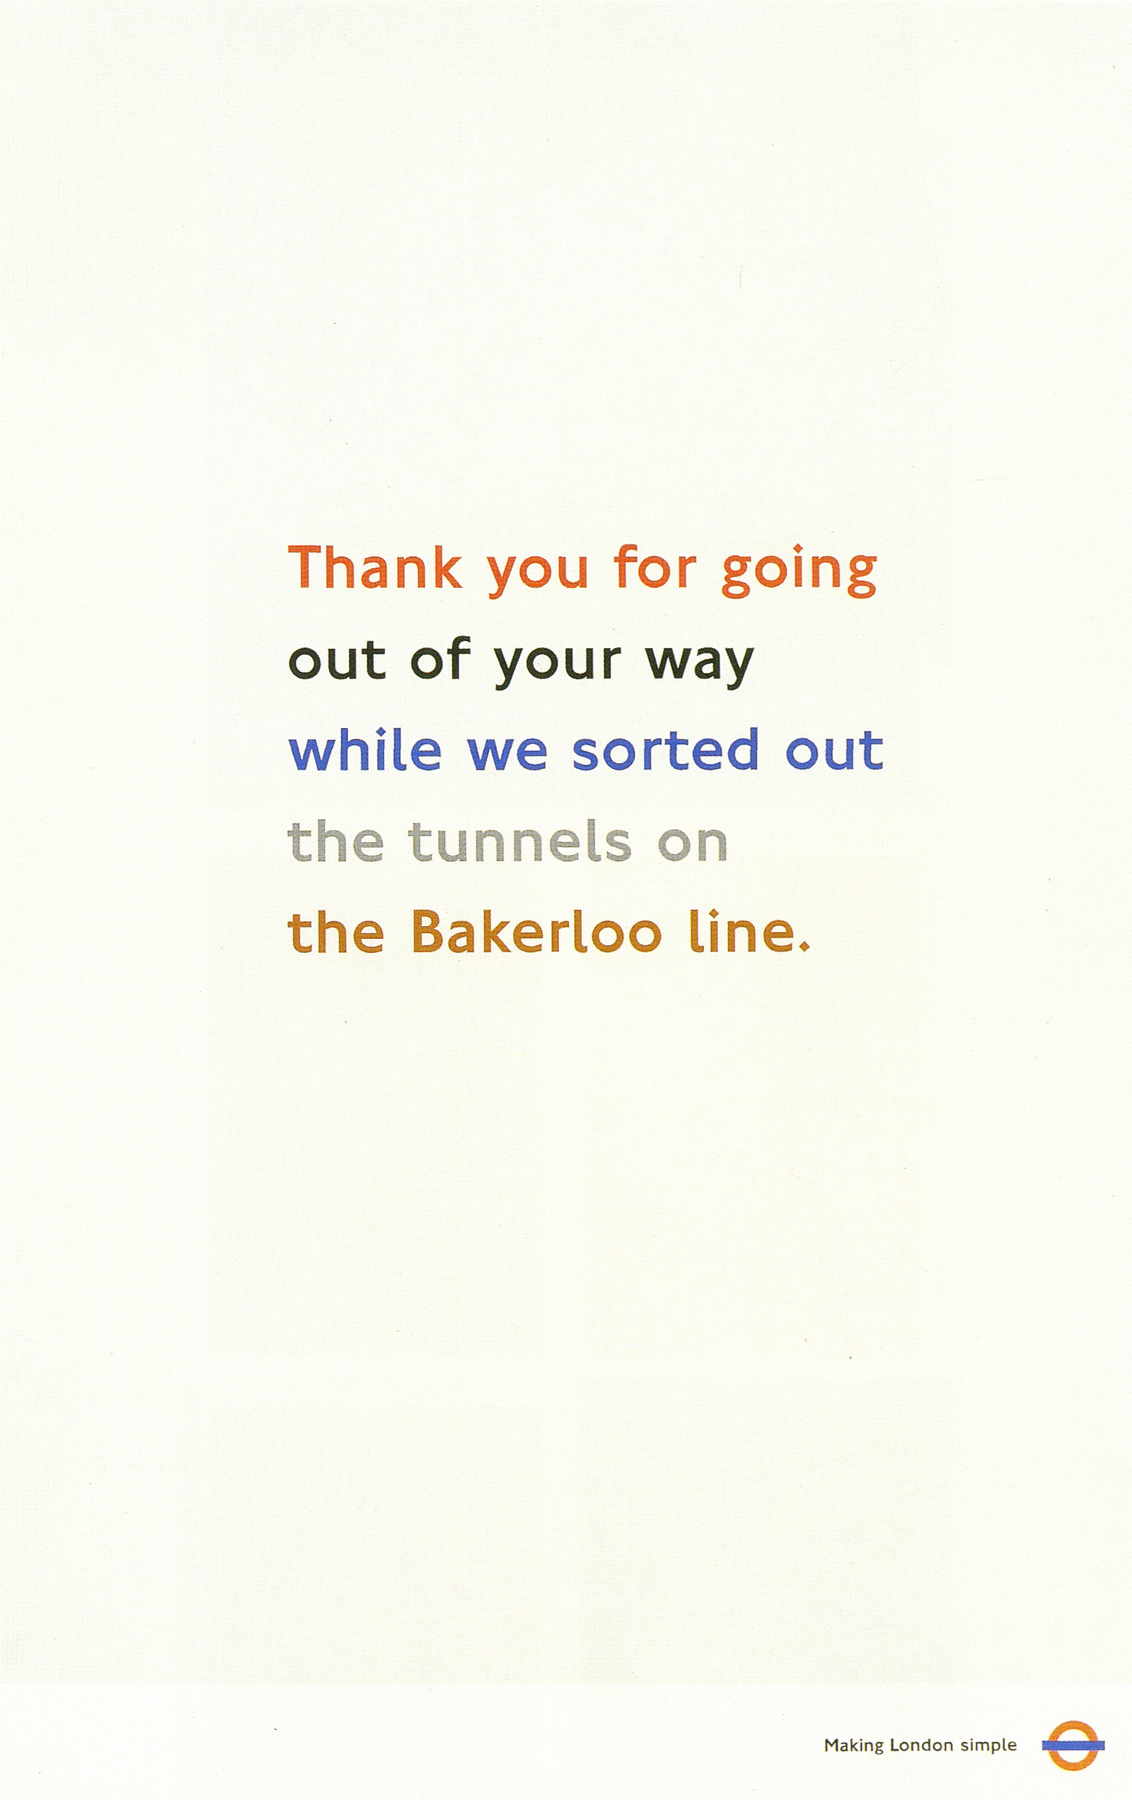 Thank you for going
out of your way
while we sorted out
the tunnels on
the Bakerloo line.
Making London simple